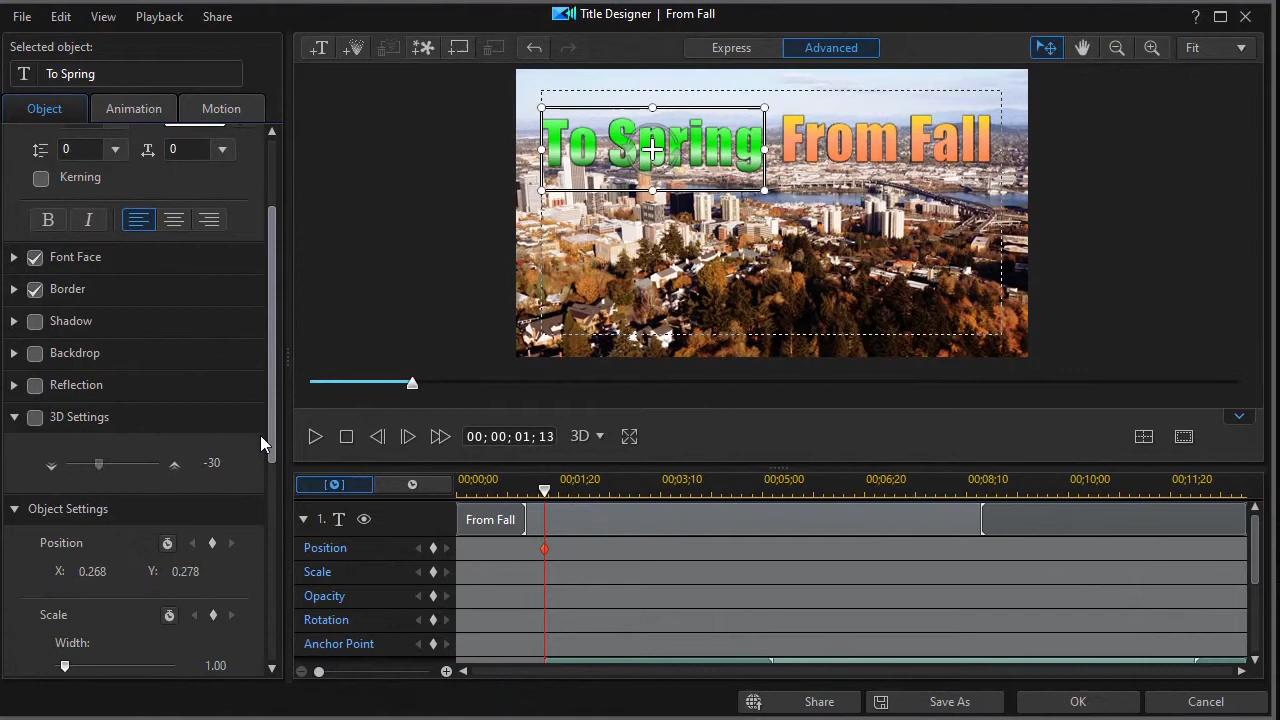 File Edit View Playback Share
Title Designer | From Fall
Selected object:
T To Spring
Object Animation Motion
0 0
Kerning
B I
Font Face
Border
Shadow
Backdrop
Reflection
3D Settings
-30
Object Settings
Position
X: 0.268 Y: 0.278
Scale
Width:
1.00
Express Advanced Fit
To Spring From Fall
00; 00; 01; 13 3D
00;00;00 00;01;20 00;03;10 00;05;00 00;06;20 00;08;10 00;10;00 00;11;20
1. T From Fall
Position
Scale
Opacity
Rotation
Anchor Point
Share Save As OK Cancel